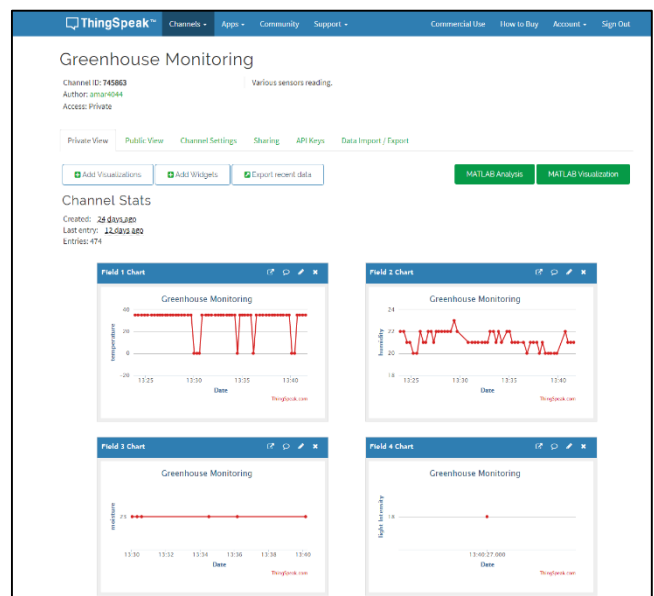 ThingSpeak™ Channels Apps Community Support Commercial Use How to Buy Account Sign Out
Greenhouse Monitoring
Channel ID: 745863 Various sensors reading.
Author: amar4044
Access: Private
Private View Public View Channel Settings Sharing API Keys Data Import / Export
Add Visualizations Add Widgets Export recent data MATLAB Analysis MATLAB Visualization
Channel Stats
Created: 24 days ago
Last entry: 12 days ago
Entries: 474
Field 1 Chart
Greenhouse Monitoring
temperature
40
20
0
-20
13:25 13:30 13:35 13:40
Date
ThingSpeak.com
Field 2 Chart
Greenhouse Monitoring
humidity
24
22
20
18
13:25 13:30 13:35 13:40
Date
ThingSpeak.com
Field 3 Chart
Greenhouse Monitoring
moisture
13:30 13:32 13:34 13:36 13:38 13:40
Date
ThingSpeak.com
Field 4 Chart
Greenhouse Monitoring
light Intensity
13:40:27.000
Date
ThingSpeak.com